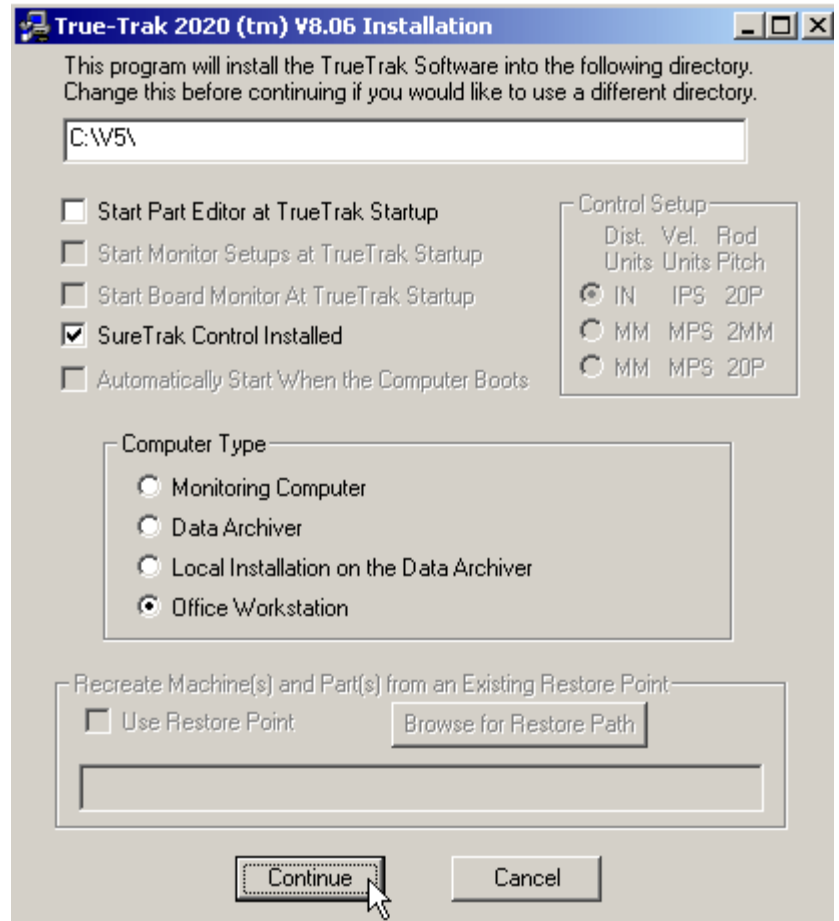 True-Trak 2020 (tm) V8.06 Installation
This program will install the TrueTrak Software into the following directory.
Change this before continuing if you would like to use a different directory.
C:\V5\
Start Part Editor at TrueTrak Startup
Start Monitor Setups at TrueTrak Startup
Start Board Monitor At TrueTrak Startup
SureTrak Control Installed
Automatically Start When the Computer Boots
Control Setup
Dist. Vel. Rod
Units Units Pitch
IN IPS 20P
MM MPS 2MM
MM MPS 20P
Computer Type
Monitoring Computer
Data Archiver
Local Installation on the Data Archiver
Office Workstation
Recreate Machine(s) and Part(s) from an Existing Restore Point
Use Restore Point
Browse for Restore Path
Continue
Cancel